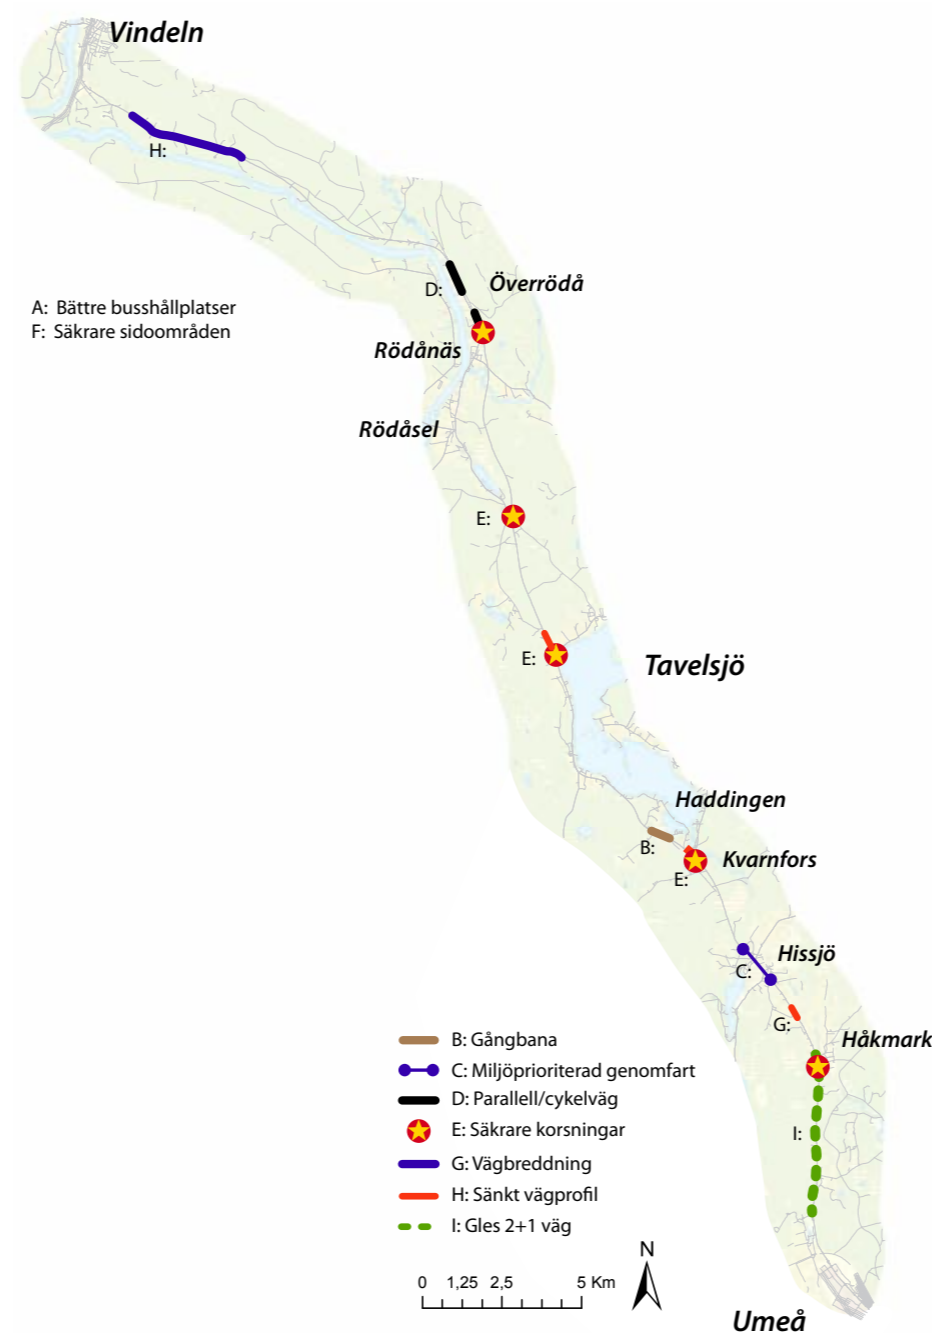 Vindeln
H:
Överrödå
D:
A: Bättre busshållplatser
F: Säkrare sidoområden
Rödånäs
Rödåsel
E:
E:
Tavelsjö
Haddingen
B:
Kvarnfors
E:
Hissjö
C:
G:
Håkmark
B: Gångbana
C: Miljöprioriterad genomfart
D: Parallell/cykelväg
E: Säkrare korsningar
I:
G: Vägbreddning
H: Sänkt vägprofil
I: Gles 2+1 väg
N
0 1,25 2,5 5 Km
Umeå